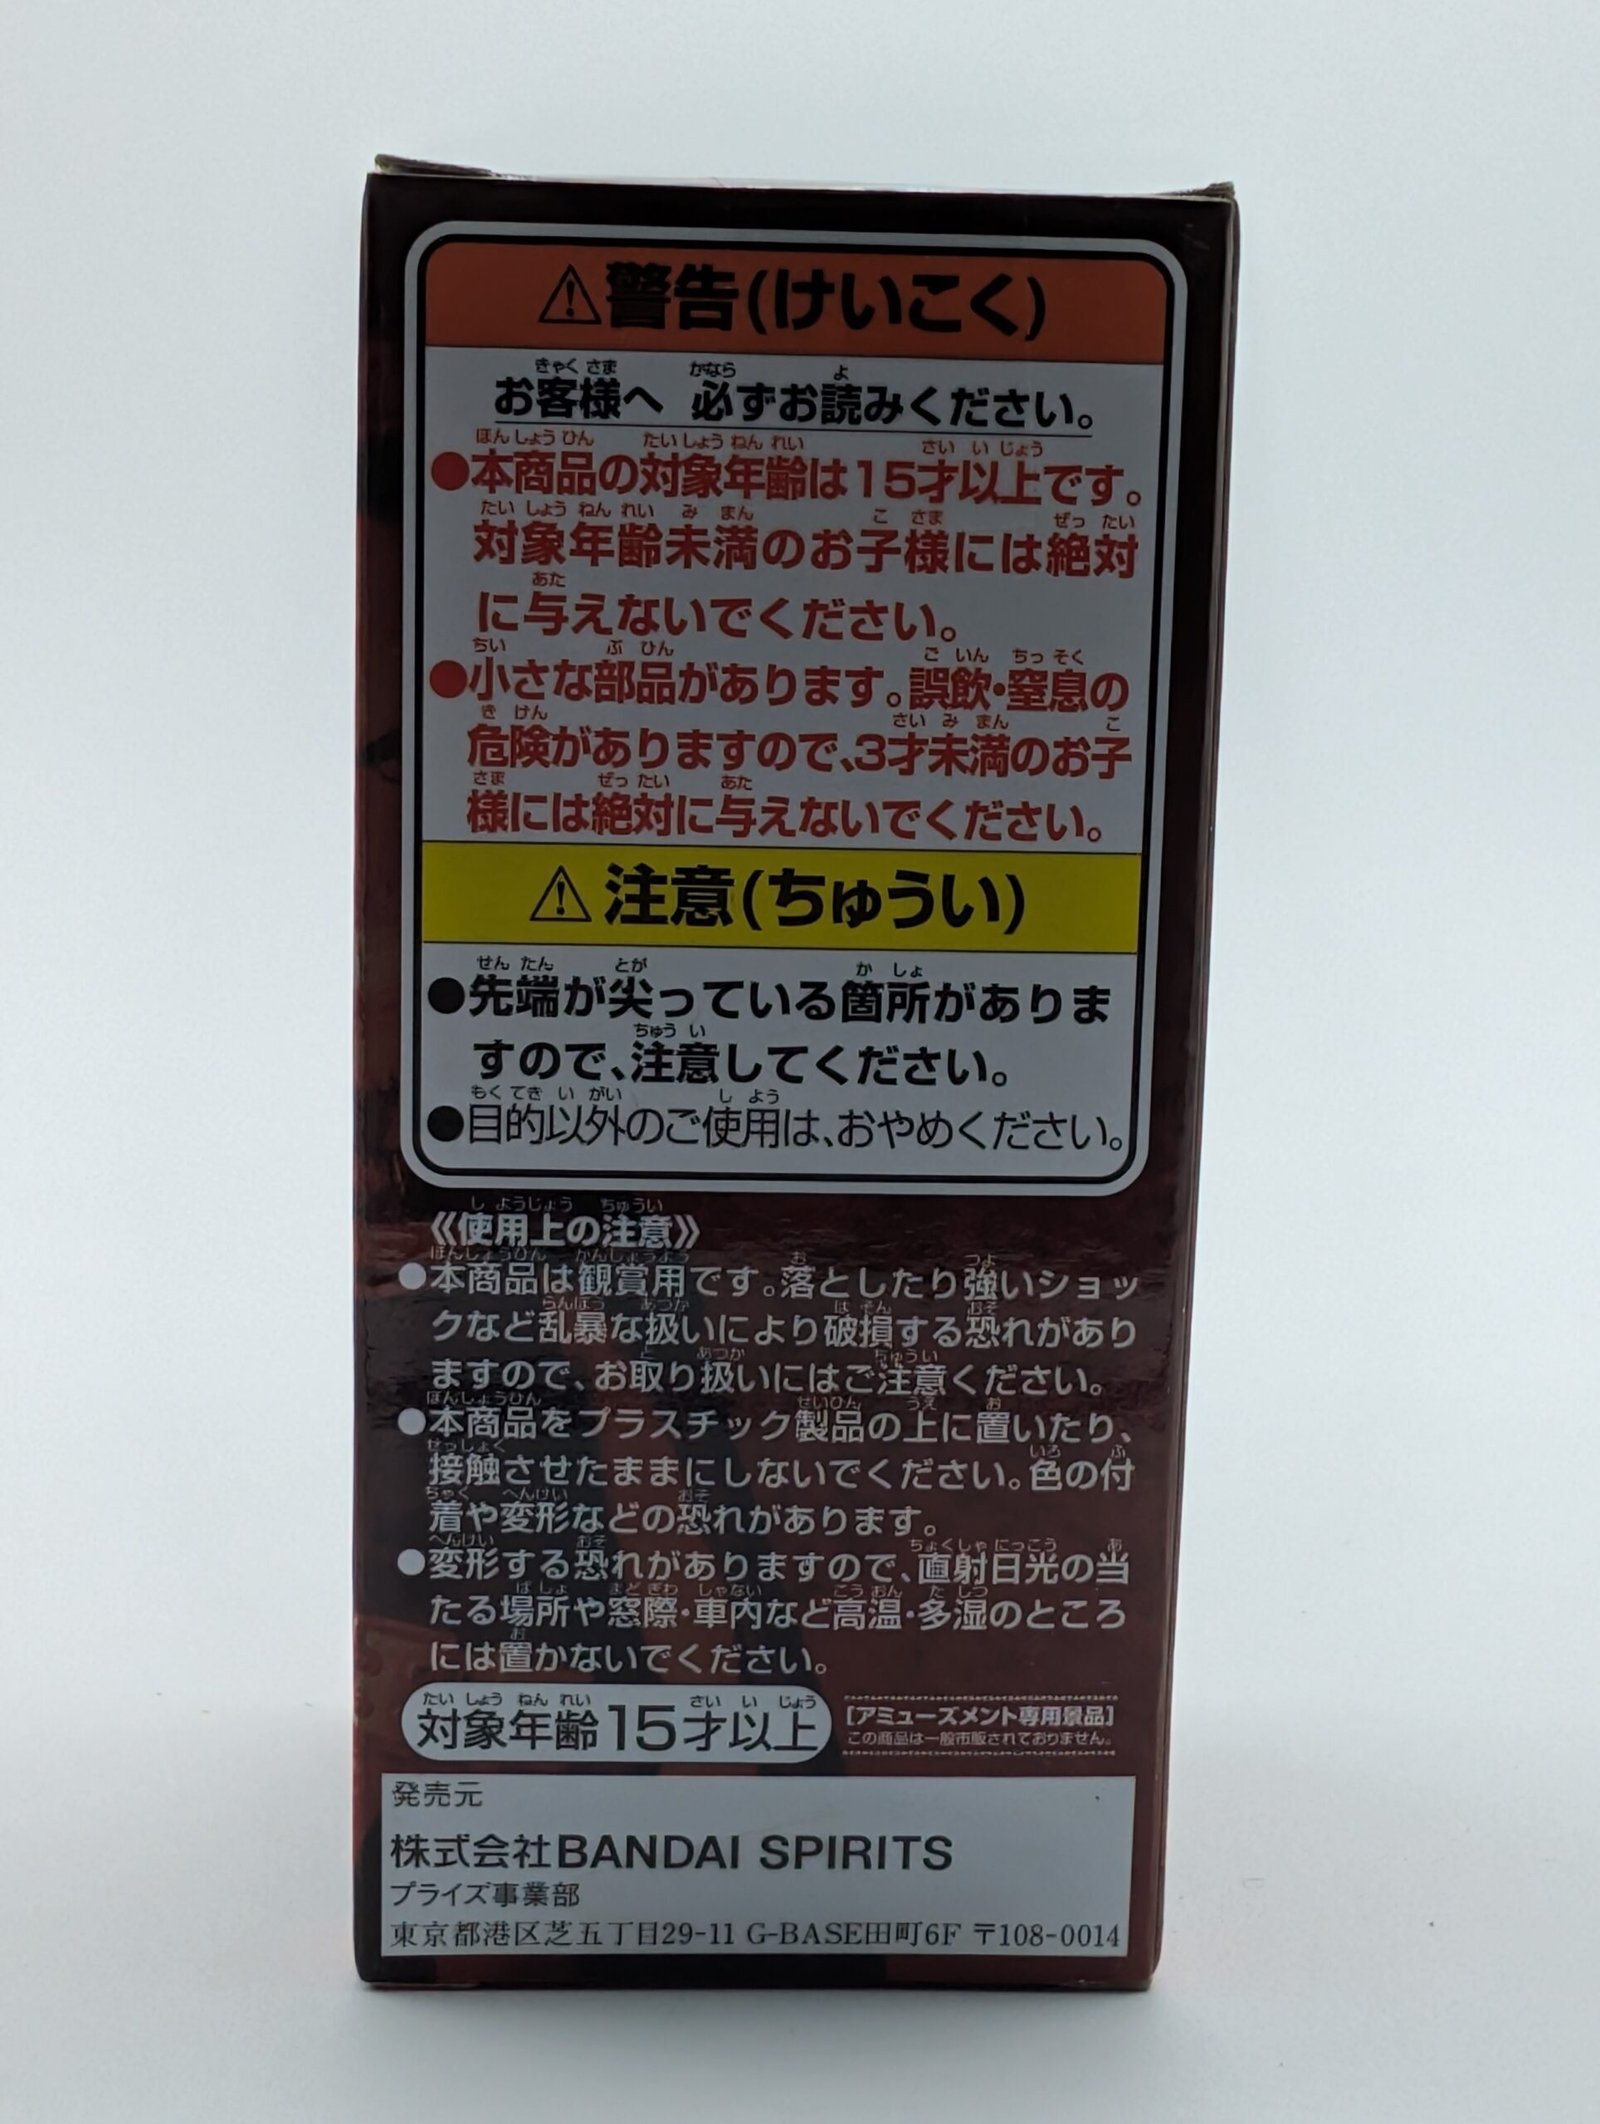 ⚠警告(けいこく)
お客様へ 必ずお読みください。
●本商品の対象年齢は15才以上です。
対象年齢未満のお子様には絶対
に与えないでください。
●小さな部品があります。誤飲・窒息の
危険がありますので、3才未満のお子
様には絶対に与えないでください。
⚠注意(ちゅうい)
●先端が尖っている箇所がありま
すので、注意してください。
●目的以外のご使用は、おやめください。
《使用上の注意》
●本商品は観賞用です。落としたり強いショッ
クなど乱暴な扱いにより破損する恐れがあり
ますので、お取り扱いにはご注意ください。
●本商品をプラスチック製品の上に置いたり、
接触させたままにしないでください。色の付
着や変形などの恐れがあります。
●変形する恐れがありますので、直射日光の当
たる場所や窓際・車内など高温・多湿のところ
には置かないでください。
対象年齢15才以上
[アミューズメント専用景品]
この商品は一般市販されておりません。
発売元
株式会社BANDAI SPIRITS
プライズ事業部
東京都港区芝五丁目29-11 G-BASE田町6F 〒108-0014